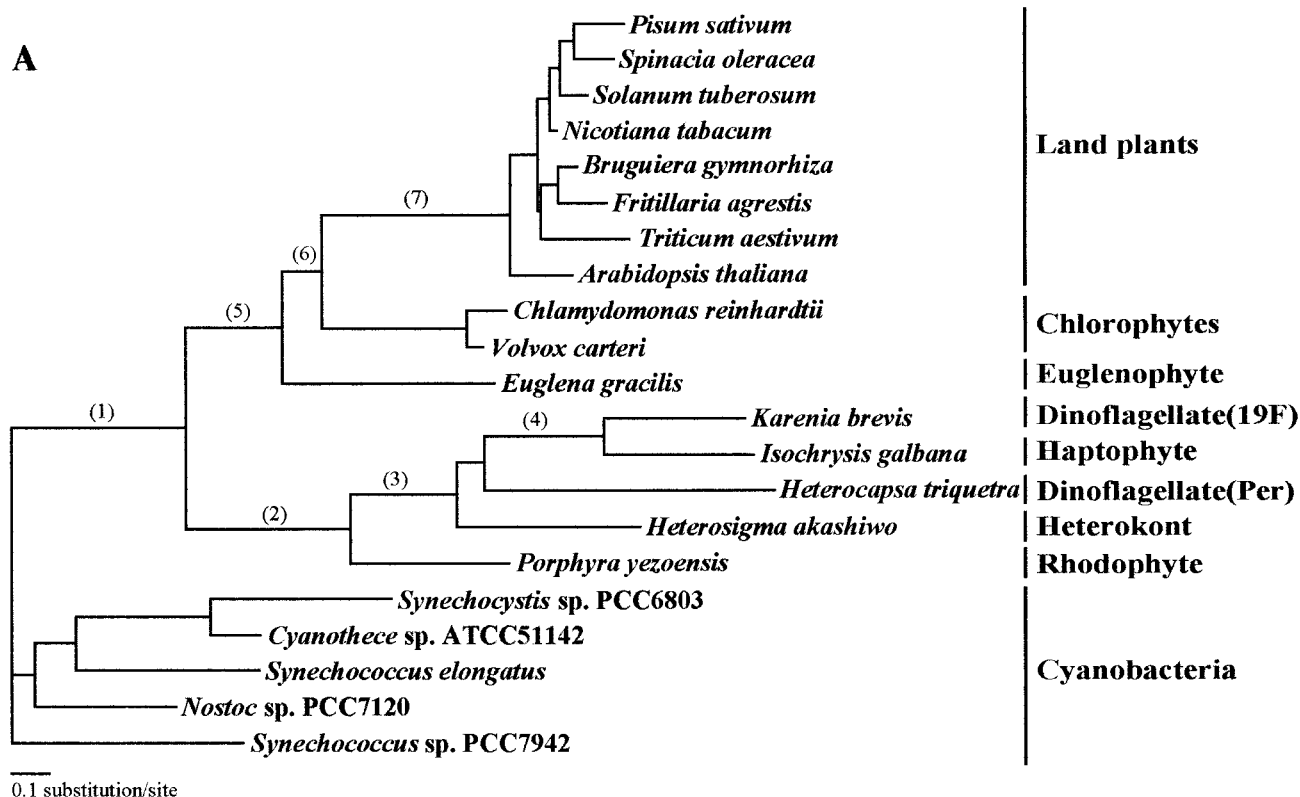 A
Pisum sativum
Spinacia oleracea
Solanum tuberosum
Nicotiana tabacum
Bruguiera gymnorhiza
Fritillaria agrestis
Triticum aestivum
Arabidopsis thaliana
Land plants
(7)
(6)
Chlamydomonas reinhardtii
Volvox carteri
Chlorophytes
(5)
Euglena gracilis
Euglenophyte
(1)
(4)
Karenia brevis
Dinoflagellate(19F)
Isochrysis galbana
Haptophyte
(3)
Heterocapsa triquetra
Dinoflagellate(Per)
(2)
Heterosigma akashiwo
Heterokont
Porphyra yezoensis
Rhodophyte
Synechocystis sp. PCC6803
Cyanothece sp. ATCC51142
Synechococcus elongatus
Nostoc sp. PCC7120
Synechococcus sp. PCC7942
Cyanobacteria
0.1 substitution/site